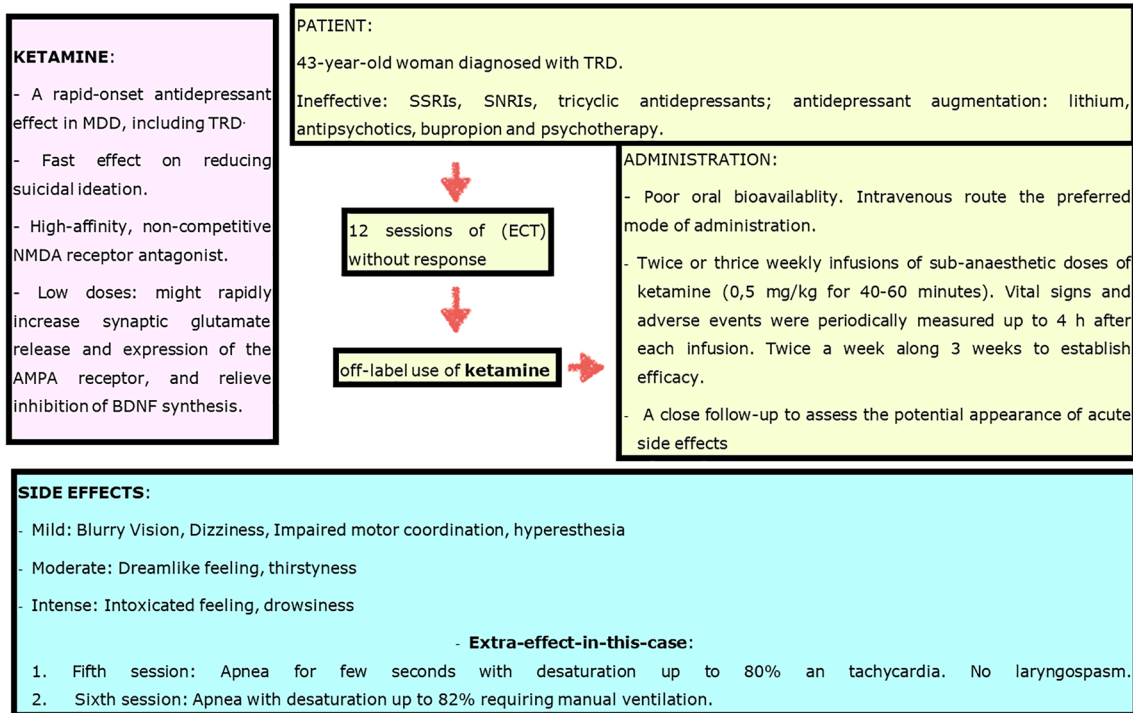 KETAMINE:
- A rapid-onset antidepressant
effect in MDD, including TRD.
- Fast effect on reducing
suicidal ideation.
- High-affinity, non-competitive
NMDA receptor antagonist.
- Low doses: might rapidly
increase synaptic glutamate
release and expression of the
AMPA receptor, and relieve
inhibition of BDNF synthesis.
PATIENT:
43-year-old woman diagnosed with TRD.
Ineffective: SSRIs, SNRIs, tricyclic antidepressants; antidepressant augmentation: lithium,
antipsychotics, bupropion and psychotherapy.
12 sessions of (ECT)
without response
off-label use of ketamine
ADMINISTRATION:
- Poor oral bioavailablity. Intravenous route the preferred
mode of administration.
- Twice or thrice weekly infusions of sub-anaesthetic doses of
ketamine (0,5 mg/kg for 40-60 minutes). Vital signs and
adverse events were periodically measured up to 4 h after
each infusion. Twice a week along 3 weeks to establish
efficacy.
- A close follow-up to assess the potential appearance of acute
side effects
SIDE EFFECTS:
- Mild: Blurry Vision, Dizziness, Impaired motor coordination, hyperesthesia
- Moderate: Dreamlike feeling, thirstyness
- Intense: Intoxicated feeling, drowsiness
- Extra-effect-in-this-case:
1. Fifth session: Apnea for few seconds with desaturation up to 80% an tachycardia. No laryngospasm.
2. Sixth session: Apnea with desaturation up to 82% requiring manual ventilation.